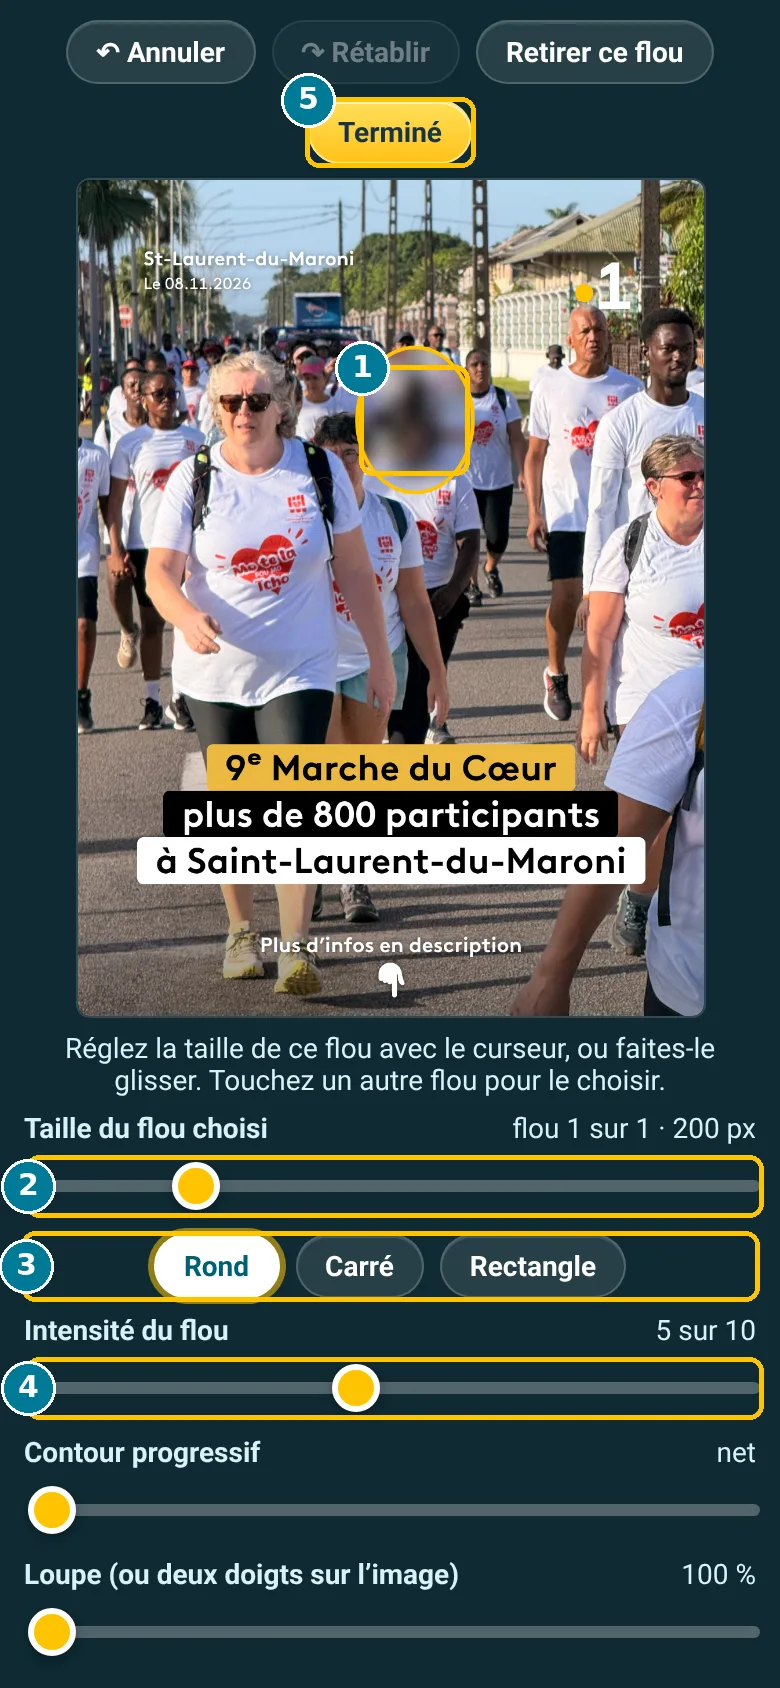 ↶ Annuler
↷ Rétablir
Retirer ce flou
5
Terminé
St-Laurent-du-Maroni
Le 08.11.2026
1
1
Mo te la
Tcho
9e Marche du Cœur
plus de 800 participants
à Saint-Laurent-du-Maroni
Plus d’infos en description
Réglez la taille de ce flou avec le curseur, ou faites-le
glisser. Touchez un autre flou pour le choisir.
Taille du flou choisi
flou 1 sur 1 · 200 px
2
3
Rond
Carré
Rectangle
Intensité du flou
5 sur 10
4
Contour progressif
net
Loupe (ou deux doigts sur l’image)
100 %